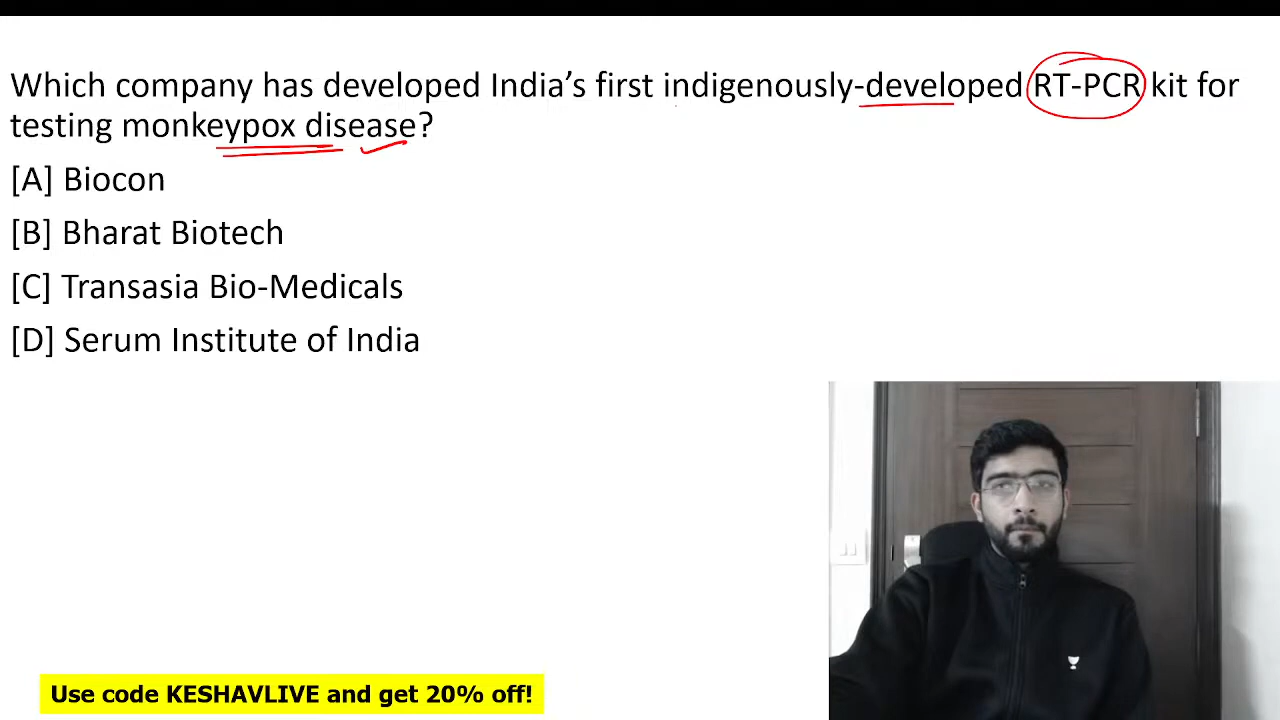 Which company has developed India’s first indigenously-developed RT-PCR kit for
testing monkeypox disease?
[A] Biocon
[B] Bharat Biotech
[C] Transasia Bio-Medicals
[D] Serum Institute of India
Use code KESHAVLIVE and get 20% off!